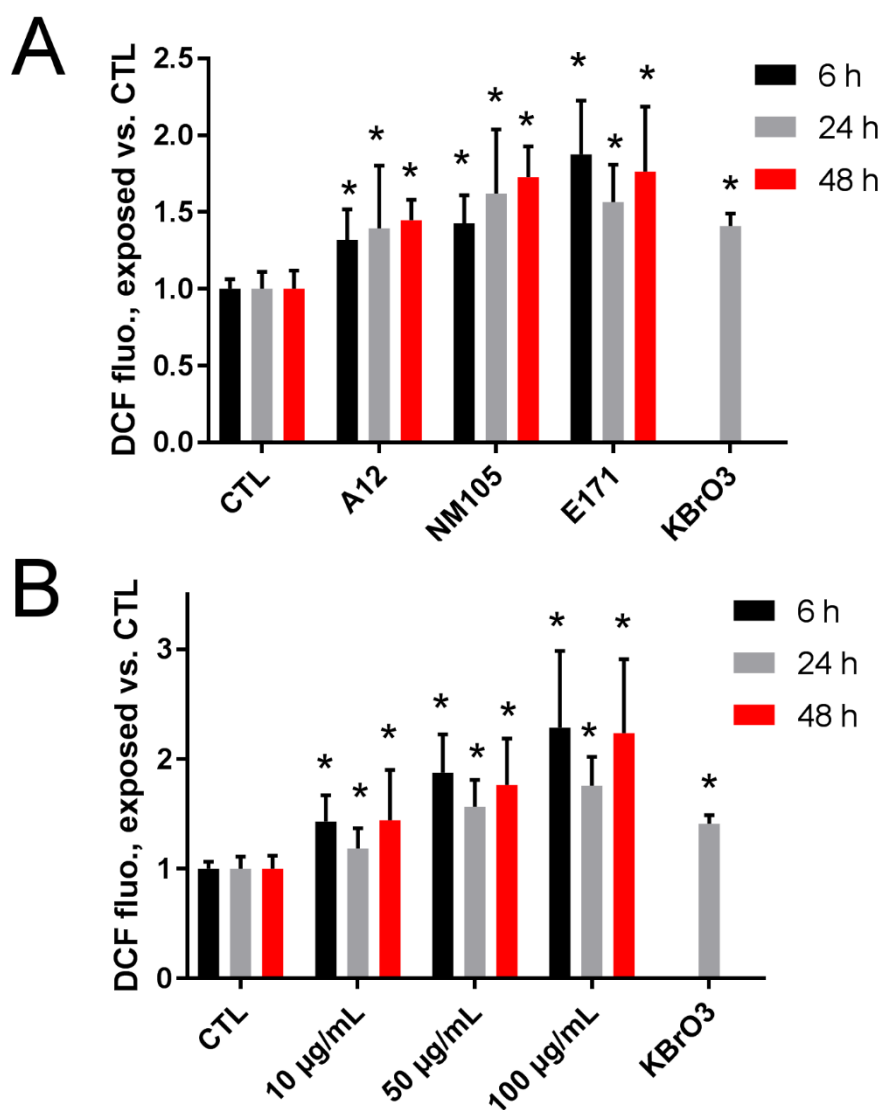 A
DCF fluo., exposed vs. CTL
2.5
2.0
1.5
1.0
0.5
0.0
* * * * * * * * * *
6 h
24 h
48 h
CTL
A12
NM105
E171
KBrO3
B
DCF fluo., exposed vs. CTL
3
2
1
0
* * * * * * * * * *
6 h
24 h
48 h
CTL
10 µg/mL
50 µg/mL
100 µg/mL
KBrO3